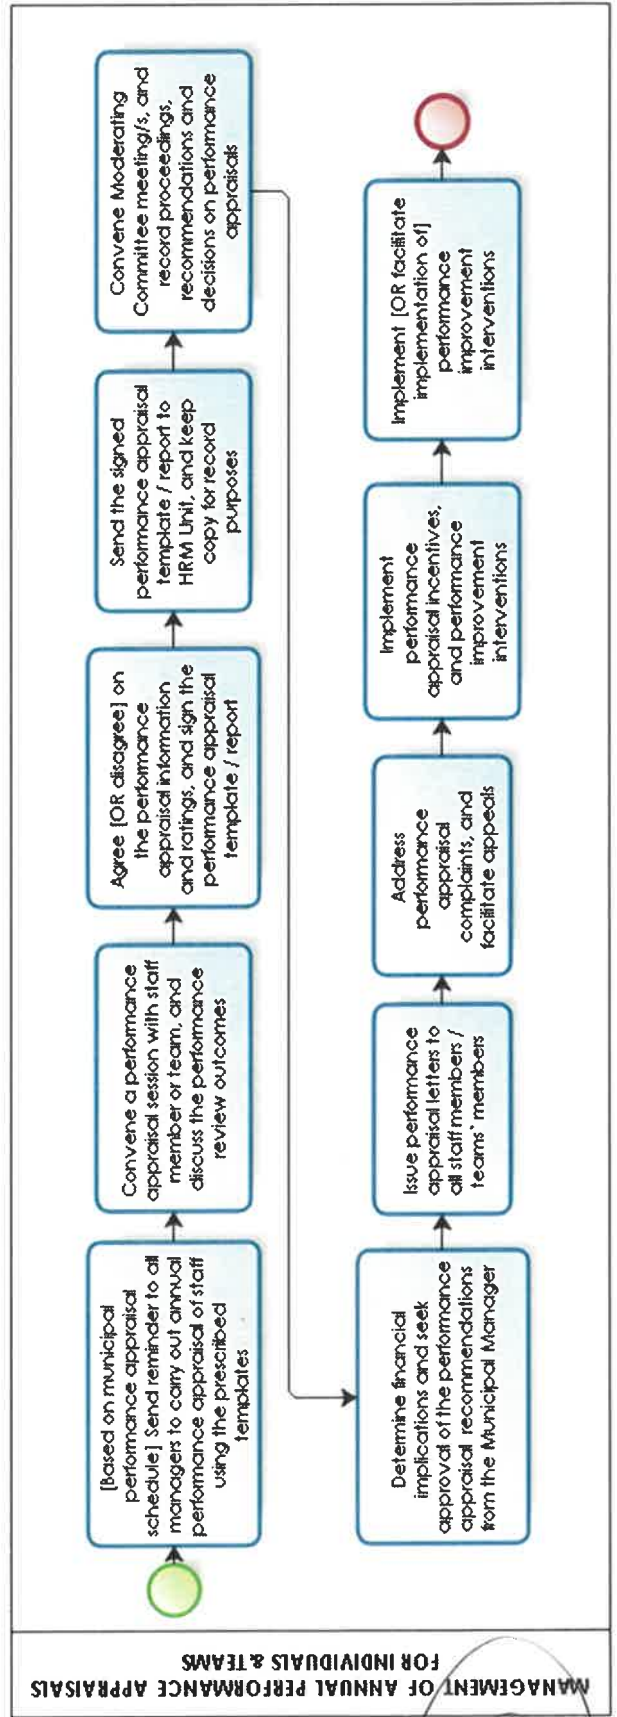 MANAGEMENT OF ANNUAL PERFORMANCE APPRAISALS
FOR INDIVIDUALS & TEAMS
[Based on municipal
performance appraisal
schedule] Send reminder to all
managers to carry out annual
performance appraisal of staff
using the prescribed
templates
Convene a performance
appraisal session with staff
member or team, and
discuss the performance
review outcomes
Agree [OR disagree] on
the performance
appraisal information
and ratings, and sign the
performance appraisal
template / report
Send the signed
performance appraisal
template / report to
HRM Unit, and keep
copy for record
purposes
Convene Moderating
Committee meeting/s, and
record proceedings,
recommendations and
decisions on performance
appraisals
Determine financial
implications and seek
approval of the performance
appraisal recommendations
from the Municipal Manager
Issue performance
appraisal letters to
all staff members /
teams' members
Address
performance
appraisal
complaints, and
facilitate appeals
Implement
performance
appraisal incentives,
and performance
improvement
interventions
Implement [OR facilitate
implementation of]
performance
improvement
interventions